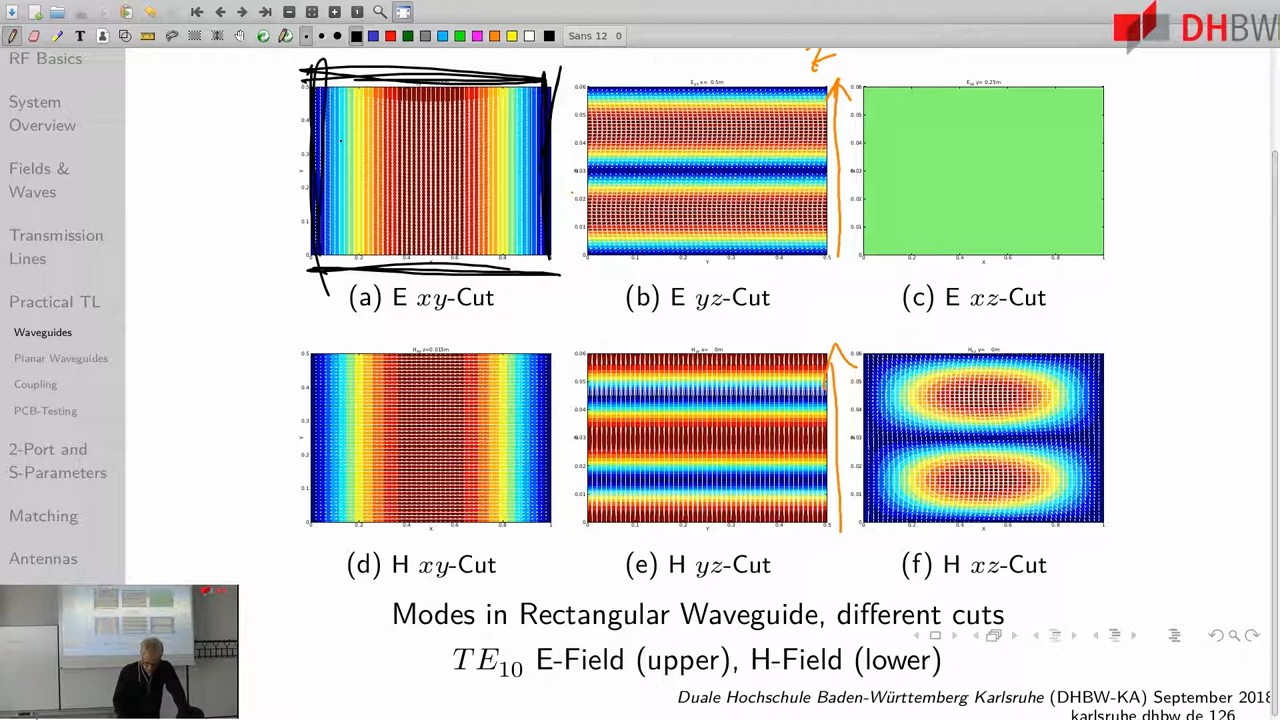 Sans 12 0
DHBW
RF Basics
System
Overview
Fields &
Waves
Transmission
Lines
Practical TL
Waveguides
Planar Waveguides
Coupling
PCB-Testing
2-Port and
S-Parameters
Matching
Antennas
(a) E xy-Cut
(b) E yz-Cut
(c) E xz-Cut
(d) H xy-Cut
(e) H yz-Cut
(f) H xz-Cut
Modes in Rectangular Waveguide, different cuts
TE10 E-Field (upper), H-Field (lower)
Duale Hochschule Baden-Württemberg Karlsruhe (DHBW-KA) September 2018
karlsruhe.dhbw.de 126